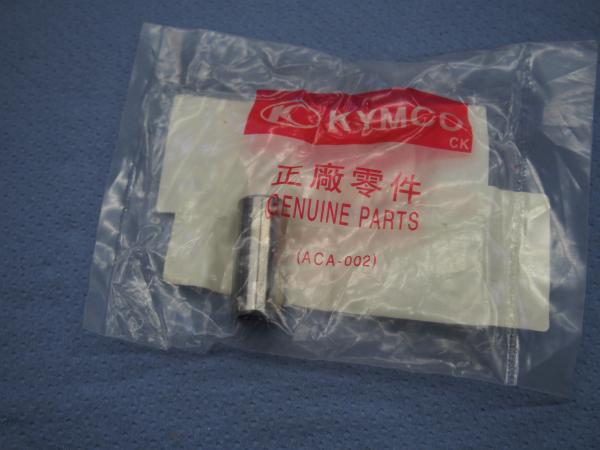 KYMCO
CK
正廠零件
GENUINE PARTS
(ACA-002)